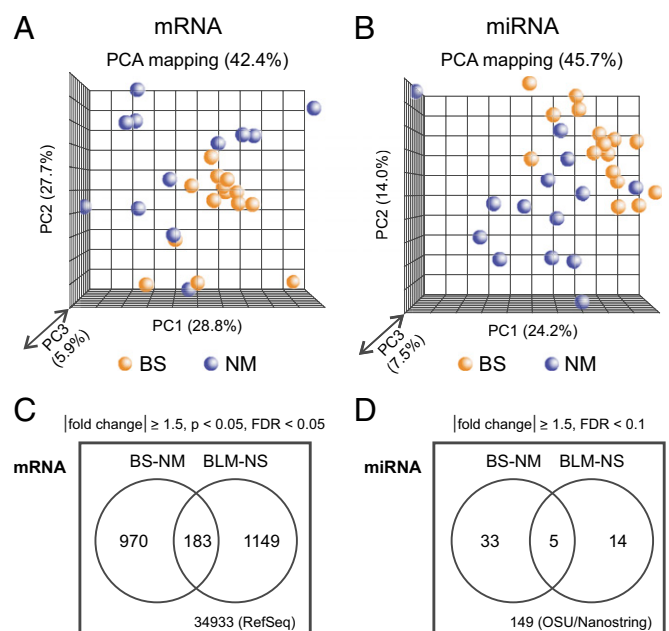 A
mRNA
PCA mapping (42.4%)
PC2 (27.7%)
PC3
(5.9%)
PC1 (28.8%)
BS
NM
B
miRNA
PCA mapping (45.7%)
PC2 (14.0%)
PC3
(7.5%)
PC1 (24.2%)
BS
NM
C
|fold change| ≥ 1.5, p < 0.05, FDR < 0.05
mRNA
BS-NM BLM-NS
970 183 1149
34933 (RefSeq)
D
|fold change| ≥ 1.5, FDR < 0.1
miRNA
BS-NM BLM-NS
33 5 14
149 (OSU/Nanostring)